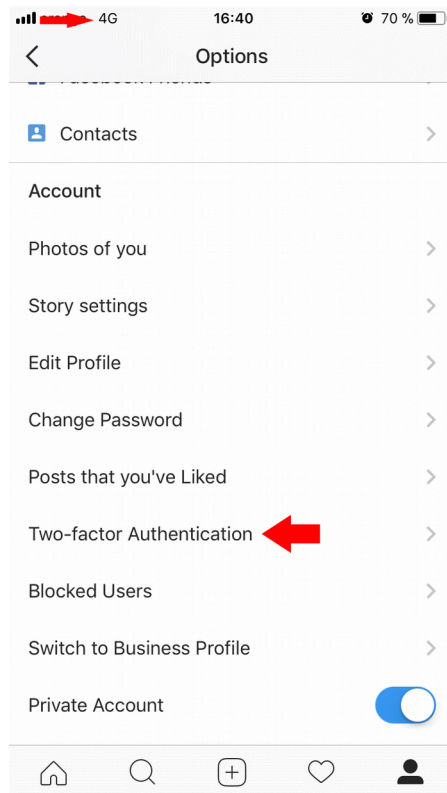 4G 16:40 70 %
Options
Contacts
Account
Photos of you
Story settings
Edit Profile
Change Password
Posts that you've Liked
Two-factor Authentication
Blocked Users
Switch to Business Profile
Private Account